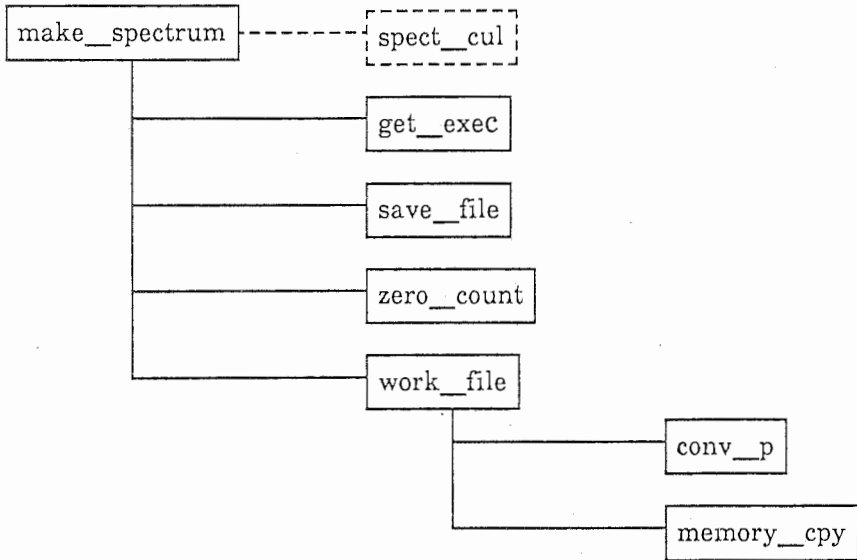 make__spectrum
spect__cul
get__exec
save__file
zero__count
work__file
conv__p
memory__cpy